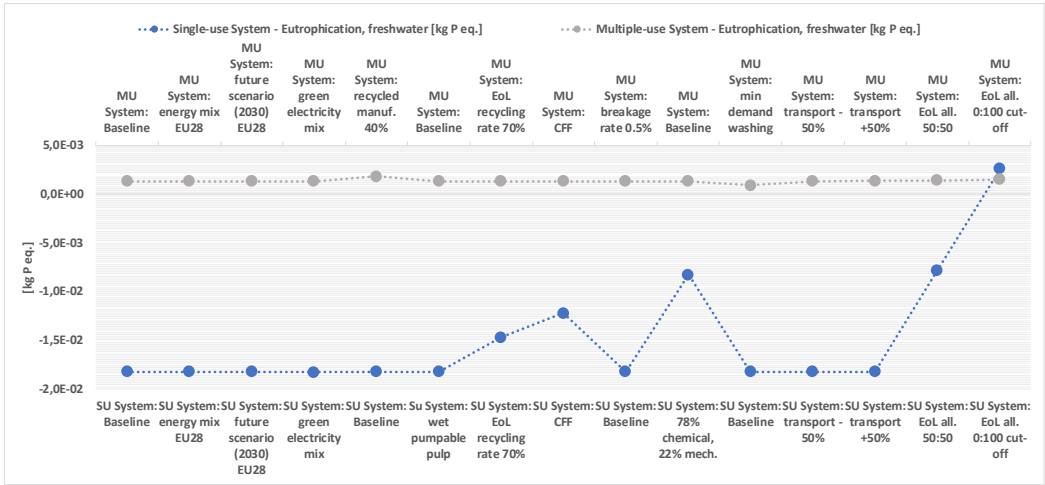 Single-use System - Eutrophication, freshwater [kg P eq.]
Multiple-use System - Eutrophication, freshwater [kg P eq.]
MU
System:
Baseline
MU
System:
energy mix
EU28
MU
System:
future
scenario
(2030)
EU28
MU
System:
green
electricity
mix
MU
System:
recycled
manuf.
40%
MU
System:
Baseline
MU
System:
EoL
recycling
rate 70%
MU
System:
CFF
MU
System:
breakage
rate 0.5%
MU
System:
Baseline
MU
System:
min
demand
washing
MU
System:
transport -
50%
MU
System:
transport
+50%
MU
System:
EoL all.
50:50
MU
System:
EoL all.
0:100 cut-
off
5,0E-03
0,0E+00
-5,0E-03
-1,0E-02
-1,5E-02
-2,0E-02
[kg P eq.]
SU System:
Baseline
SU System:
energy mix
EU28
SU System:
future
scenario
(2030)
EU28
SU System:
green
electricity
mix
SU System:
Baseline
SU System:
wet
pumpable
pulp
SU System:
EoL
recycling
rate 70%
SU System:
CFF
SU System:
Baseline
SU System:
78%
chemical,
22% mech.
SU System:
Baseline
SU System:
transport -
50%
SU System:
transport
+50%
SU System:
EoL all.
50:50
SU System:
EoL all.
0:100 cut-
off